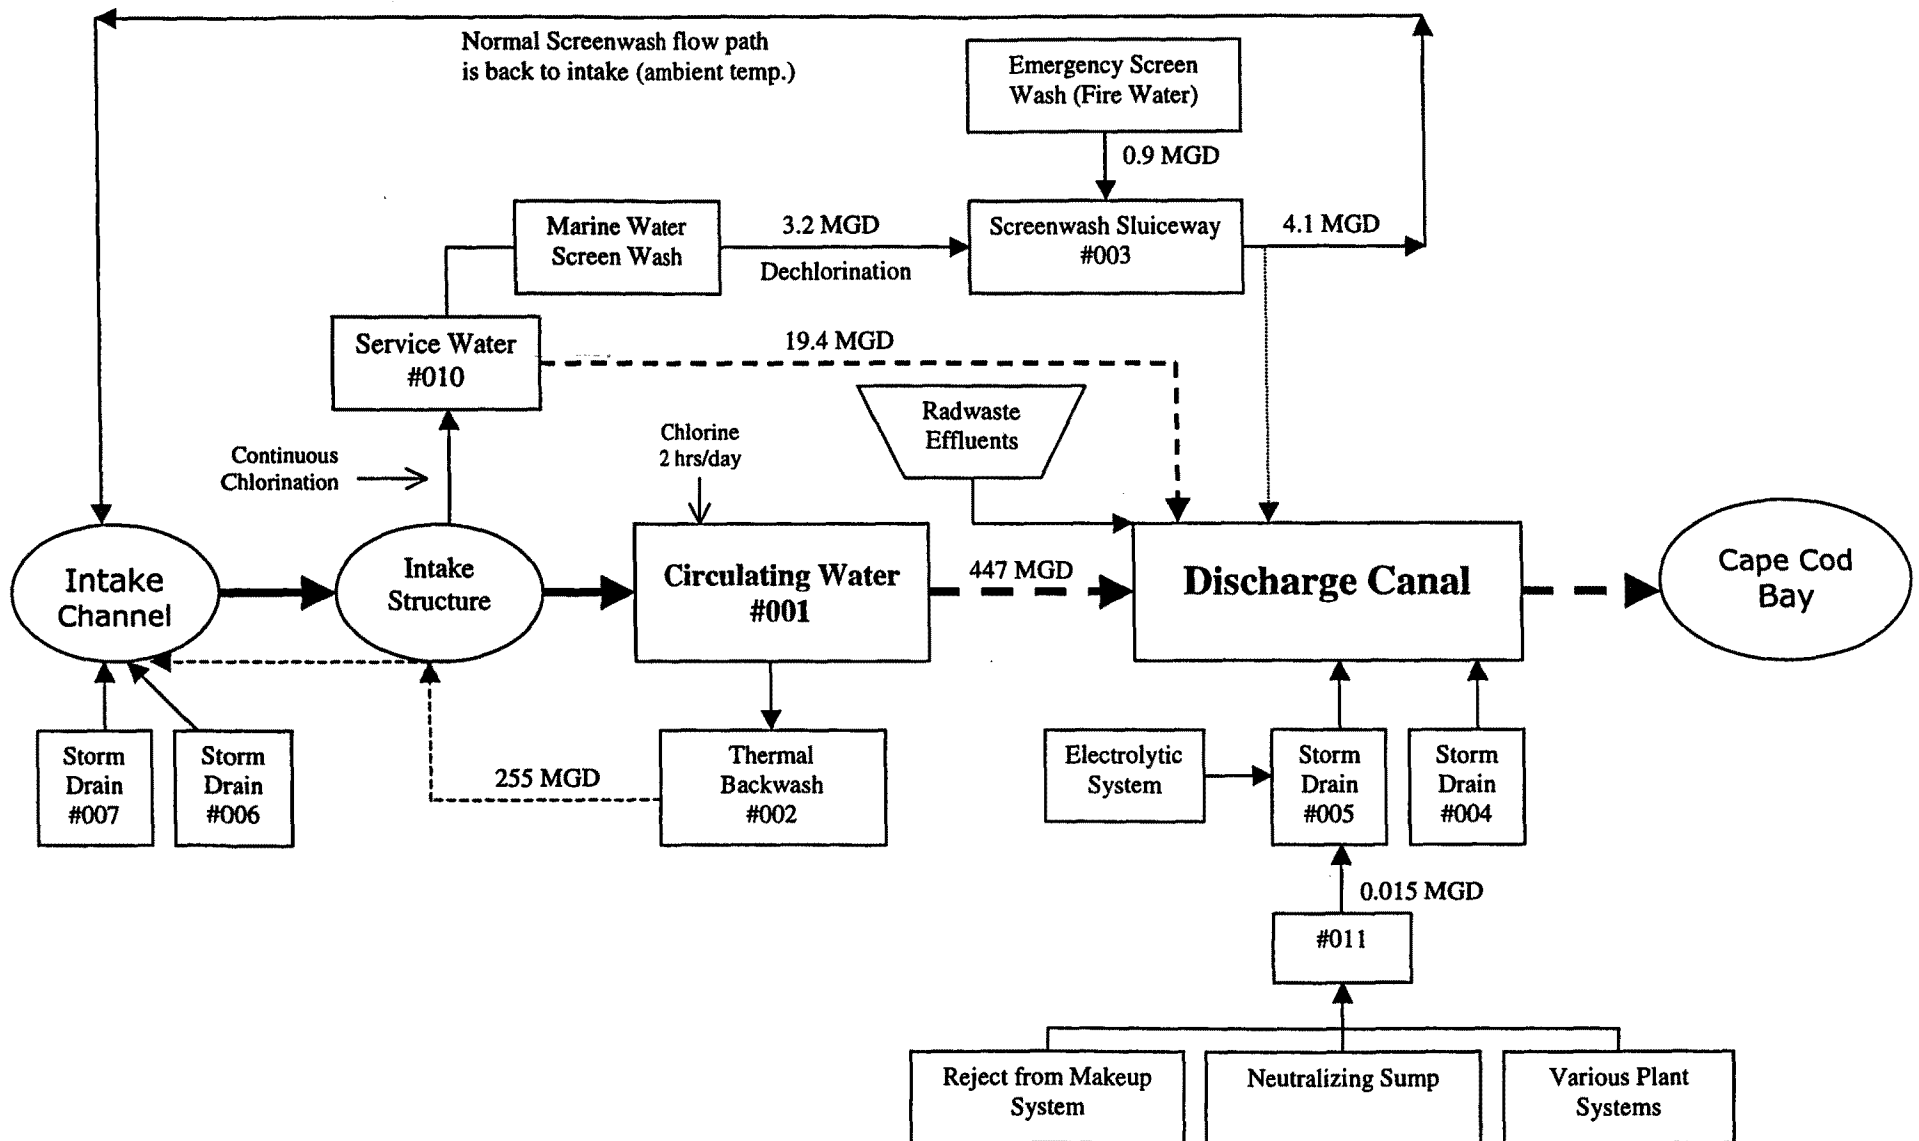 Normal Screenwash flow path
is back to intake (ambient temp.)
Emergency Screen
Wash (Fire Water)
0.9 MGD
Marine Water
Screen Wash
3.2 MGD
Dechlorination
Screenwash Sluiceway
#003
4.1 MGD
Service Water
#010
19.4 MGD
Radwaste
Effluents
Continuous
Chlorination
Chlorine
2 hrs/day
Intake
Channel
Intake
Structure
Circulating Water
#001
447 MGD
Discharge Canal
Cape Cod
Bay
Storm
Drain
#007
Storm
Drain
#006
255 MGD
Thermal
Backwash
#002
Electrolytic
System
Storm
Drain
#005
Storm
Drain
#004
0.015 MGD
#011
Reject from Makeup
System
Neutralizing Sump
Various Plant
Systems